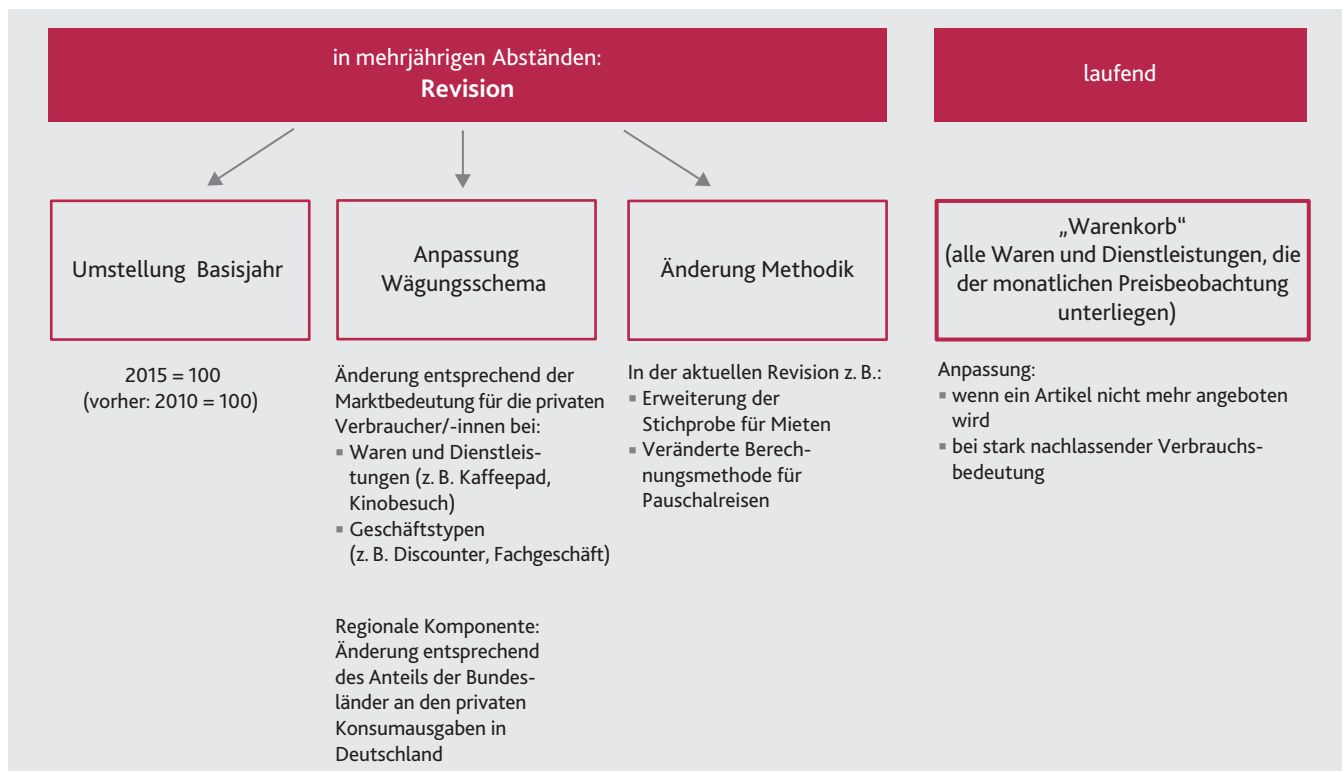 in mehrjährigen Abständen:
Revision
laufend
Umstellung Basisjahr
2015 = 100
(vorher: 2010 = 100)
Anpassung
Wägungsschema
Änderung entsprechend der
Marktbedeutung für die privaten
Verbraucher/-innen bei:
▪ Waren und Dienstleis-
tungen (z. B. Kaffeepad,
Kinobesuch)
▪ Geschäftstypen
(z. B. Discounter, Fachgeschäft)
Regionale Komponente:
Änderung entsprechend
des Anteils der Bundes-
länder an den privaten
Konsumausgaben in
Deutschland
Änderung Methodik
In der aktuellen Revision z. B.:
▪ Erweiterung der
Stichprobe für Mieten
▪ Veränderte Berech-
nungsmethode für
Pauschalreisen
„Warenkorb“
(alle Waren und Dienstleistungen, die
der monatlichen Preisbeobachtung
unterliegen)
Anpassung:
▪ wenn ein Artikel nicht mehr angeboten
wird
▪ bei stark nachlassender Verbrauchs-
bedeutung